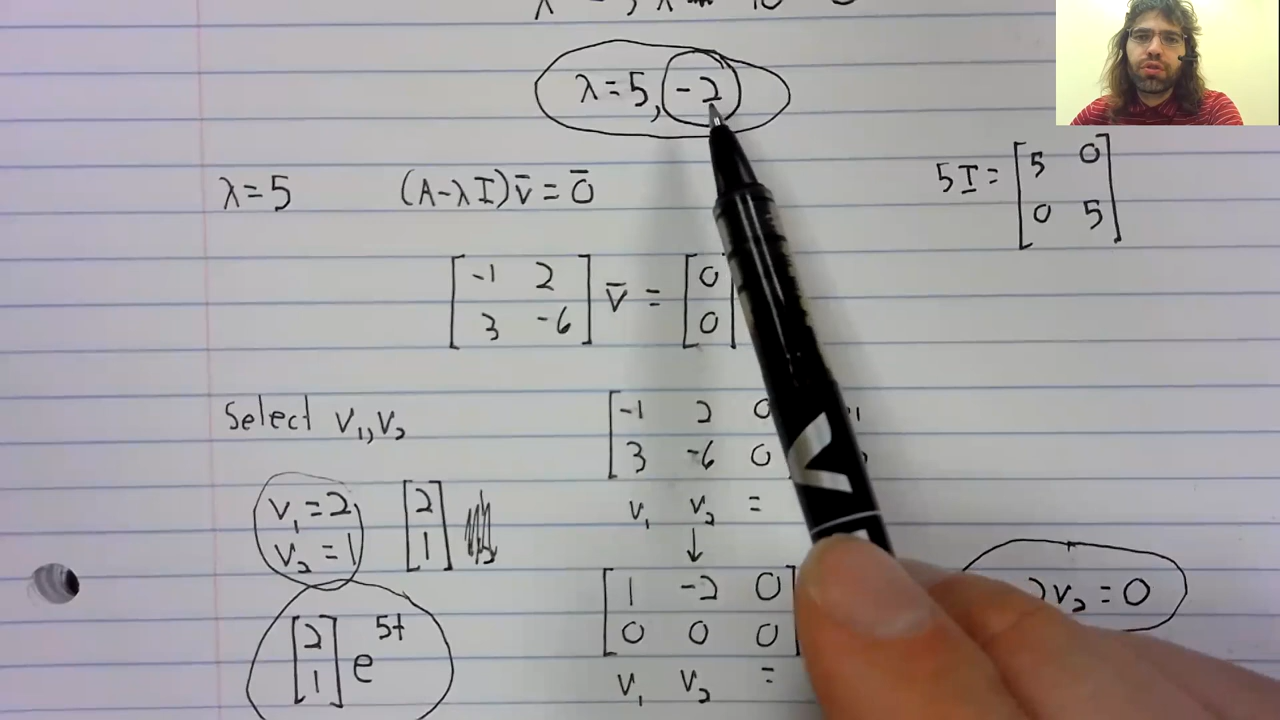 λ=5, -2
λ=5 (A-λI)v̄ = 0̄
5I = [5 0
0 5]
[-1 2
3 -6] v̄ = [0
0]
Select v₁,v₂
[-1 2 0
3 -6 0
v₁ v₂ =
↓
v₁ = 2
v₂ = 1
[2
1]
[1 -2 0
0 0 0]
v₁ v₂ =
v₂ = 0
[2
1] e^5t